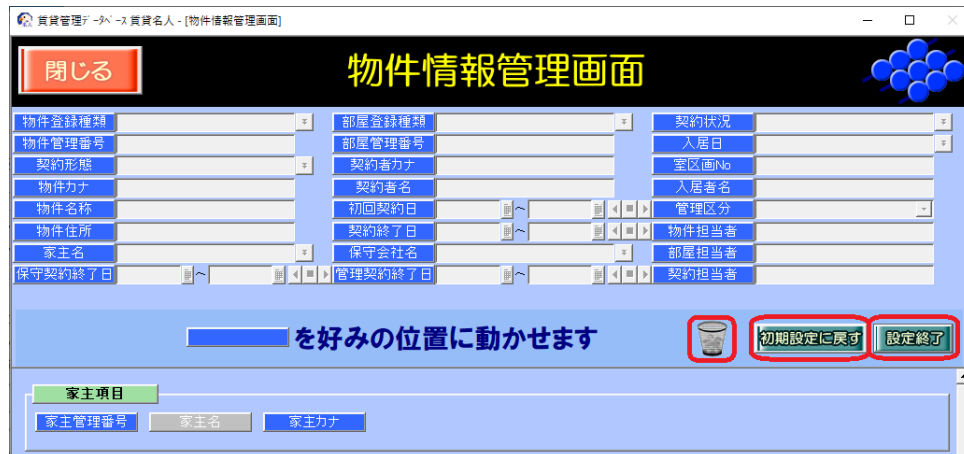 賃貸管理ﾃﾞｰﾀﾍﾞｰｽ 賃貸名人 - [物件情報管理画面]
閉じる 物件情報管理画面
物件登録種類 部屋登録種類 契約状況
物件管理番号 部屋管理番号 入居日
契約形態 契約者カナ 室区画No
物件カナ 契約者名 入居者名
物件名称 初回契約日 ～ 管理区分
物件住所 契約終了日 ～ 物件担当者
家主名 保守会社名 部屋担当者
保守契約終了日 ～ 管理契約終了日 ～ 契約担当者
を好みの位置に動かせます 初期設定に戻す 設定終了
家主項目
家主管理番号 家主名 家主カナ